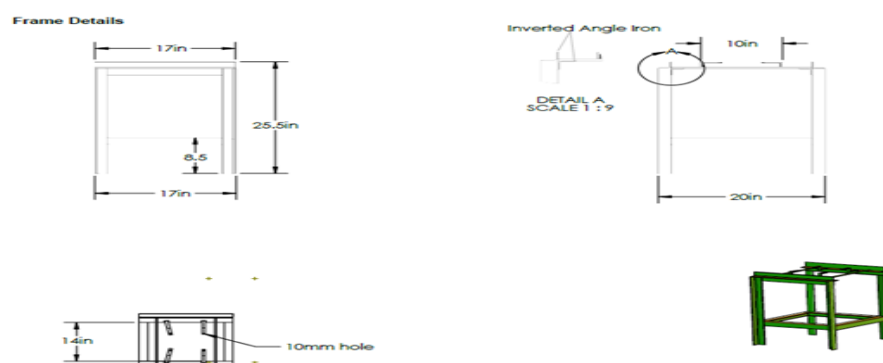 Frame Details
17in
25.5in
8.5
17in
Inverted Angle Iron
A
10in
DETAIL A
SCALE 1 : 9
20in
14in
10mm hole